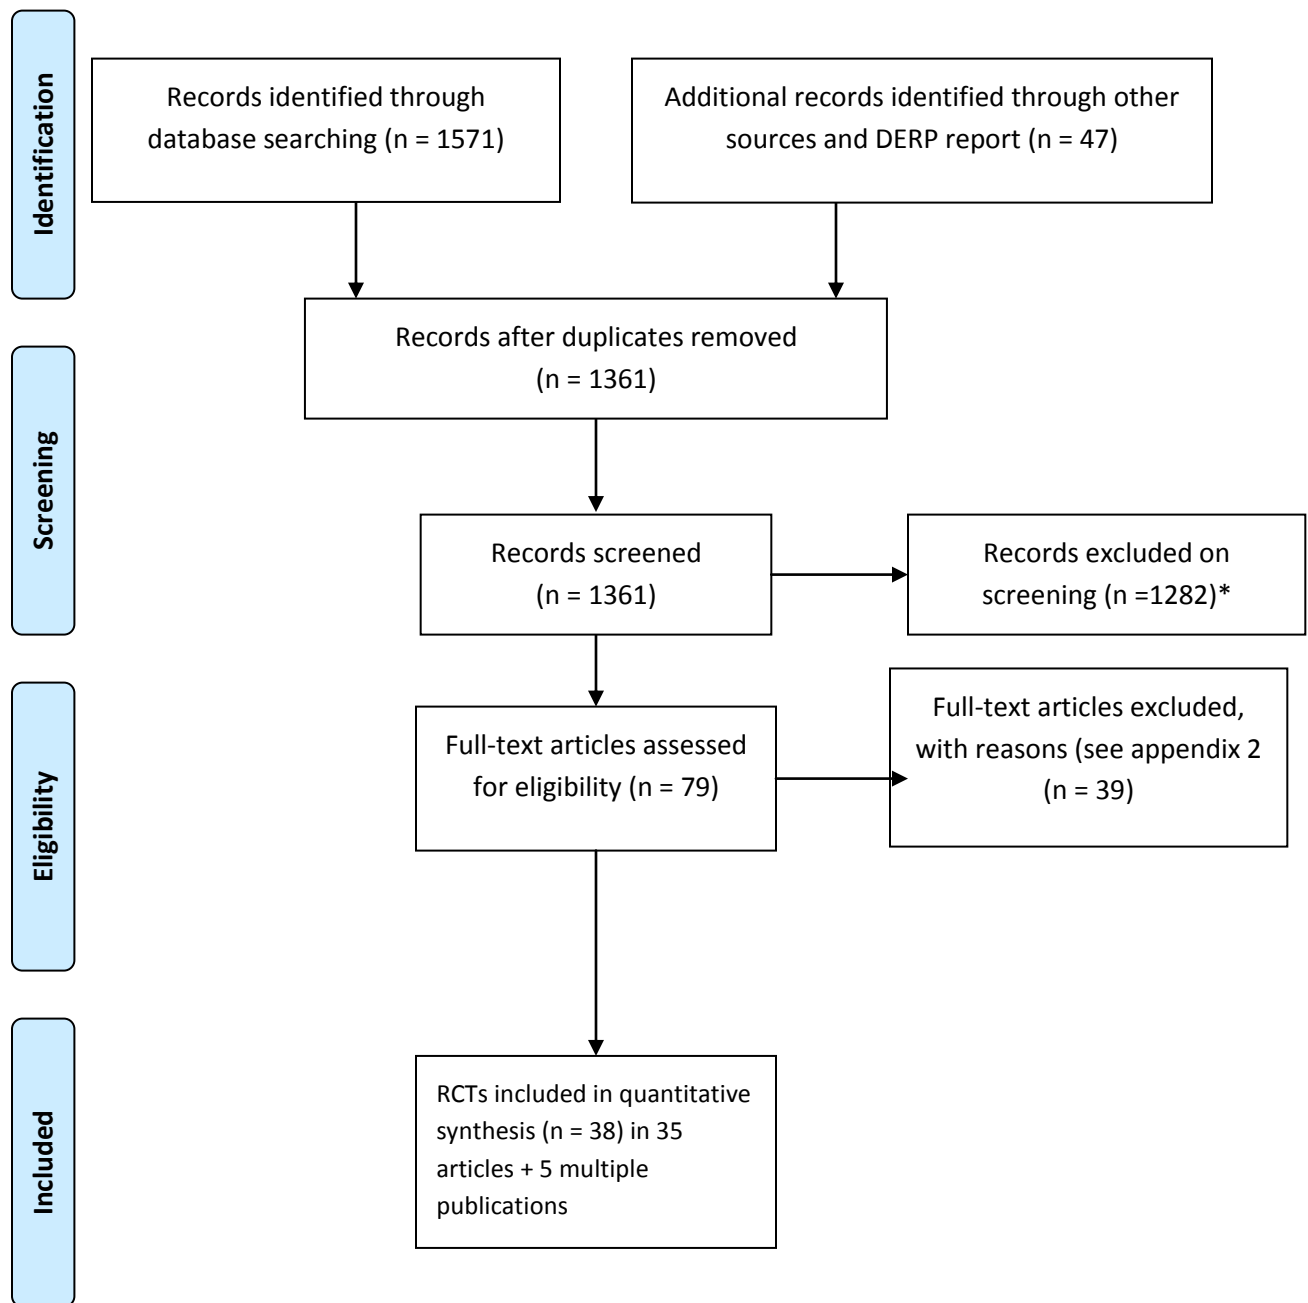 Identification
Records identified through
database searching (n = 1571)
Additional records identified through other
sources and DERP report (n = 47)
Records after duplicates removed
(n = 1361)
Screening
Records screened
(n = 1361)
Records excluded on
screening (n =1282)*
Eligibility
Full-text articles assessed
for eligibility (n = 79)
Full-text articles excluded,
with reasons (see appendix 2
(n = 39)
Included
RCTs included in quantitative
synthesis (n = 38) in 35
articles + 5 multiple
publications